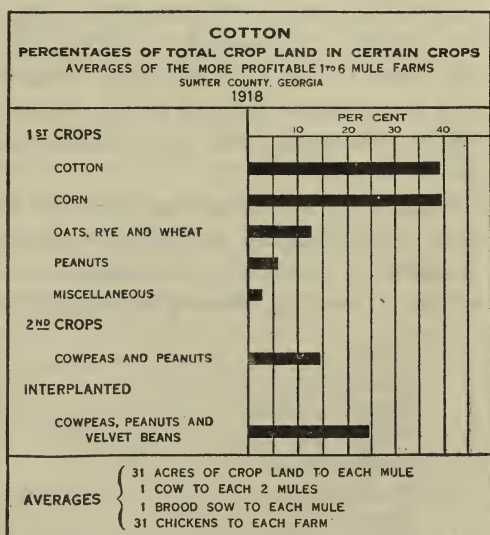 COTTON
PERCENTAGES OF TOTAL CROP LAND IN CERTAIN CROPS
AVERAGES OF THE MORE PROFITABLE 1 TO 6 MULE FARMS
SUMTER COUNTY, GEORGIA
1918
PER CENT
10 20 30 40
1ST CROPS
COTTON
CORN
OATS, RYE AND WHEAT
PEANUTS
MISCELLANEOUS
2ND CROPS
COWPEAS AND PEANUTS
INTERPLANTED
COWPEAS, PEANUTS AND
VELVET BEANS
AVERAGES
31 ACRES OF CROP LAND TO EACH MULE
1 COW TO EACH 2 MULES
1 BROOD SOW TO EACH MULE
31 CHICKENS TO EACH FARM